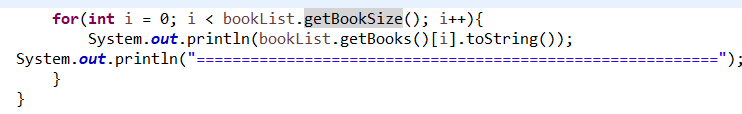 for(int i = 0; i < bookList.getBookSize(); i++){
System.out.println(bookList.getBooks()[i].toString());
System.out.println("==========================================================");
}
}